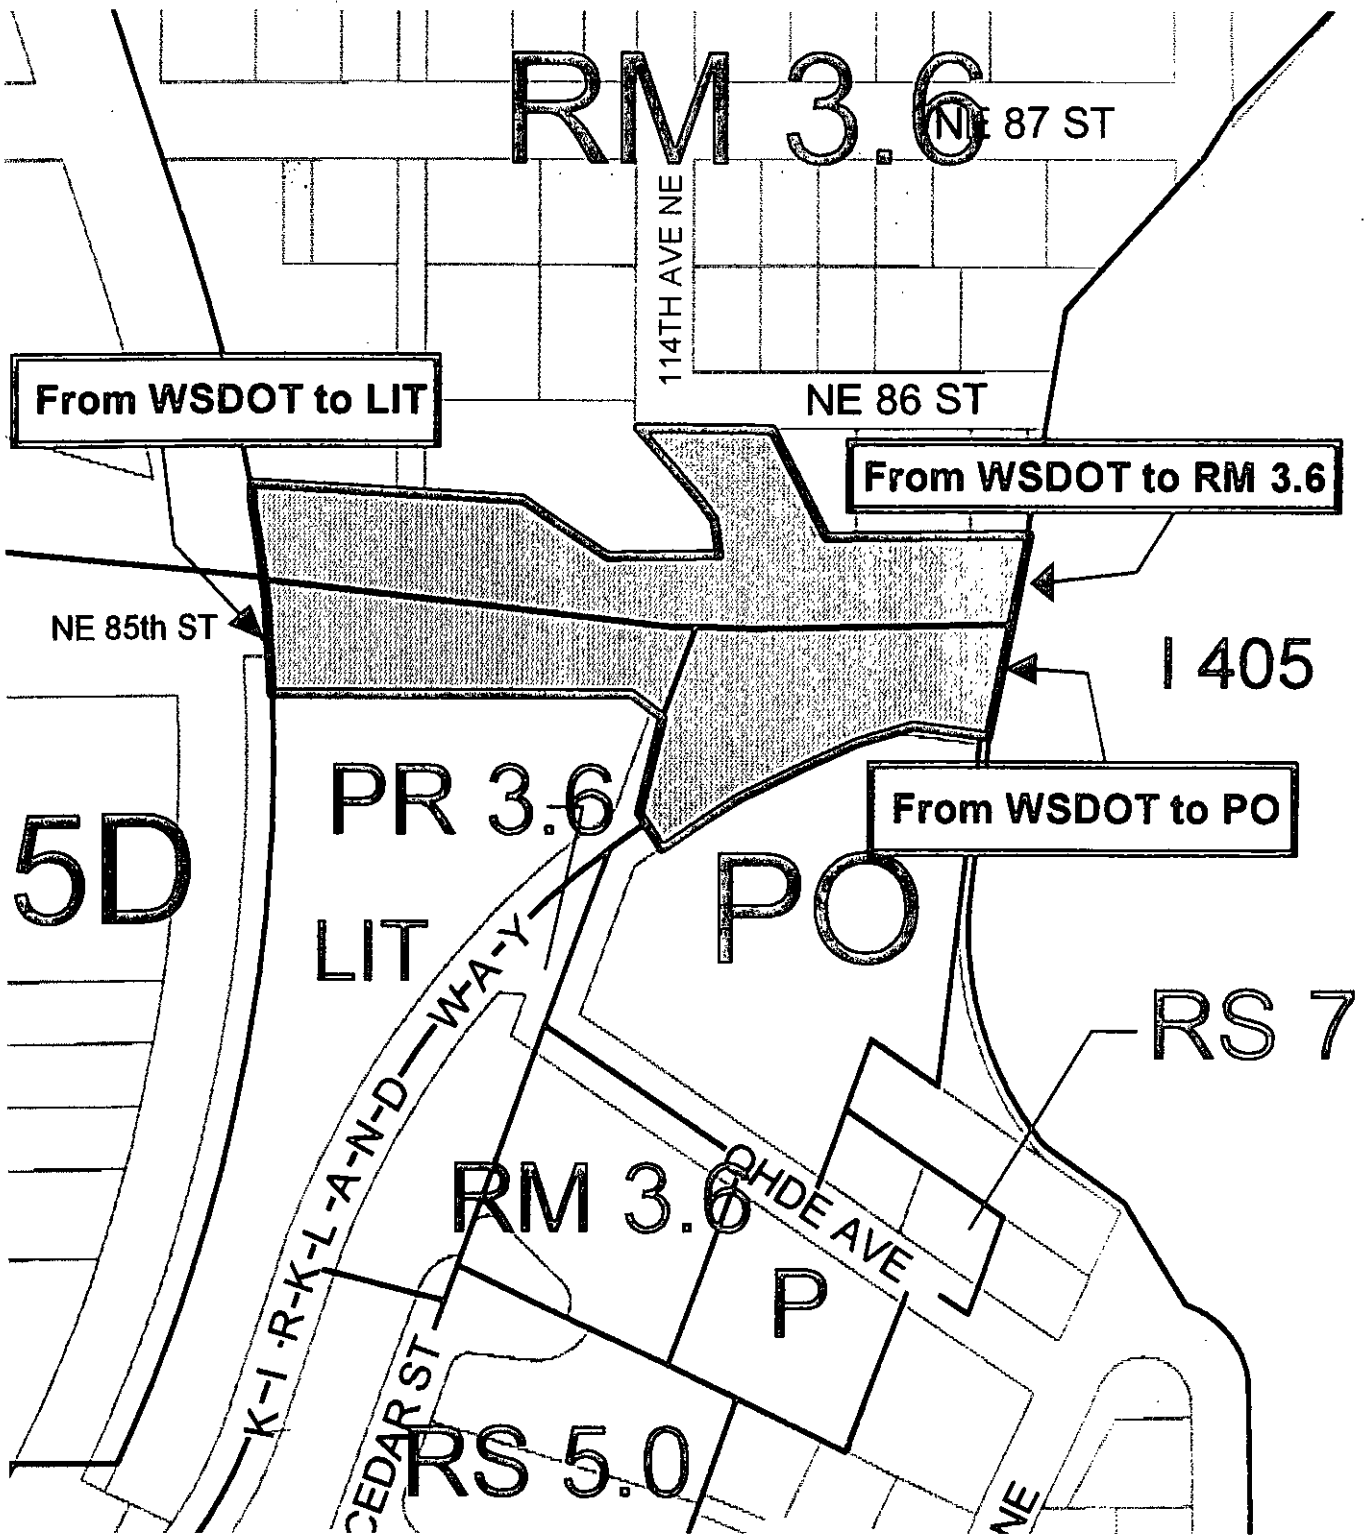 RM 3.6
NE 87 ST
114TH AVE NE
From WSDOT to LIT
NE 86 ST
From WSDOT to RM 3.6
NE 85th ST
I 405
PR 3.6
From WSDOT to PO
5D
PO
LIT
K-I-R-K-L-A-N-D-W-A-Y
RS 7
RM 3.6
OHDE AVE
P
CEDAR ST
RS 5.0
NE